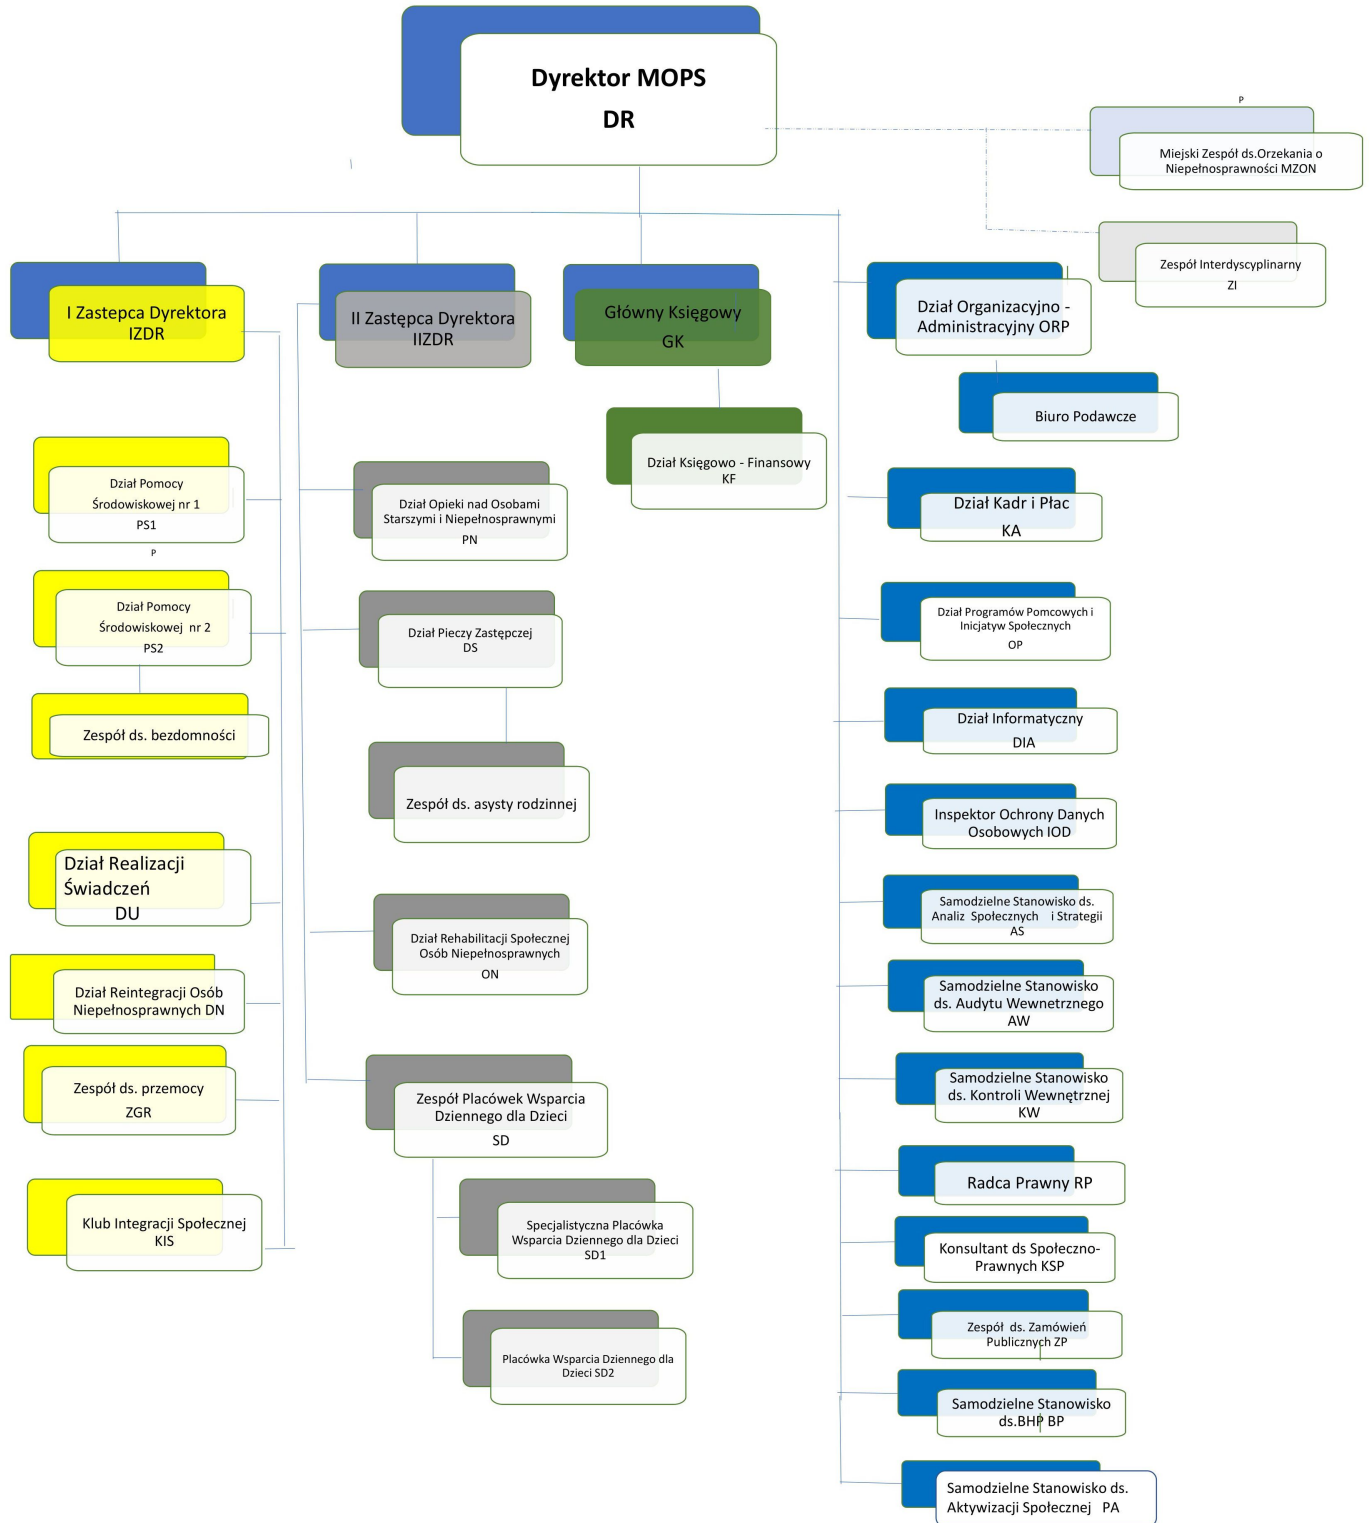 Dyrektor MOPS
DR
P
Miejski Zespół ds.Orzekania o
Niepełnosprawności MZON
Zespół Interdyscyplinarny
ZI
I Zastepca Dyrektora
IZDR
II Zastępca Dyrektora
IIZDR
Główny Księgowy
GK
Dział Organizacyjno -
Administracyjny ORP
Biuro Podawcze
Dział Pomocy
Środowiskowej nr 1
PS1
P
Dział Pomocy
Środowiskowej nr 2
PS2
Zespół ds. bezdomności
Dział Realizacji
Świadczeń
DU
Dział Reintegracji Osób
Niepełnosprawnych DN
Zespół ds. przemocy
ZGR
Klub Integracji Społecznej
KIS
Dział Opieki nad Osobami
Starszymi i Niepełnosprawnymi
PN
Dział Pieczy Zastępczej
DS
Zespół ds. asysty rodzinnej
Dział Rehabilitacji Społecznej
Osób Niepełnosprawnych
ON
Zespół Placówek Wsparcia
Dziennego dla Dzieci
SD
Specjalistyczna Placówka
Wsparcia Dziennego dla Dzieci
SD1
Placówka Wsparcia Dziennego dla
Dzieci SD2
Dział Księgowo - Finansowy
KF
Dział Kadr i Płac
KA
Dział Programów Pomcowych i
Inicjatyw Społecznych
OP
Dział Informatyczny
DIA
Inspektor Ochrony Danych
Osobowych IOD
Samodzielne Stanowisko ds.
Analiz Społecznych i Strategii
AS
Samodzielne Stanowisko
ds. Audytu Wewnetrznego
AW
Samodzielne Stanowisko
ds. Kontroli Wewnętrznej
KW
Radca Prawny RP
Konsultant ds Społeczno-
Prawnych KSP
Zespół ds. Zamówień
Publicznych ZP
Samodzielne Stanowisko
ds.BHP BP
Samodzielne Stanowisko ds.
Aktywizacji Społecznej PA